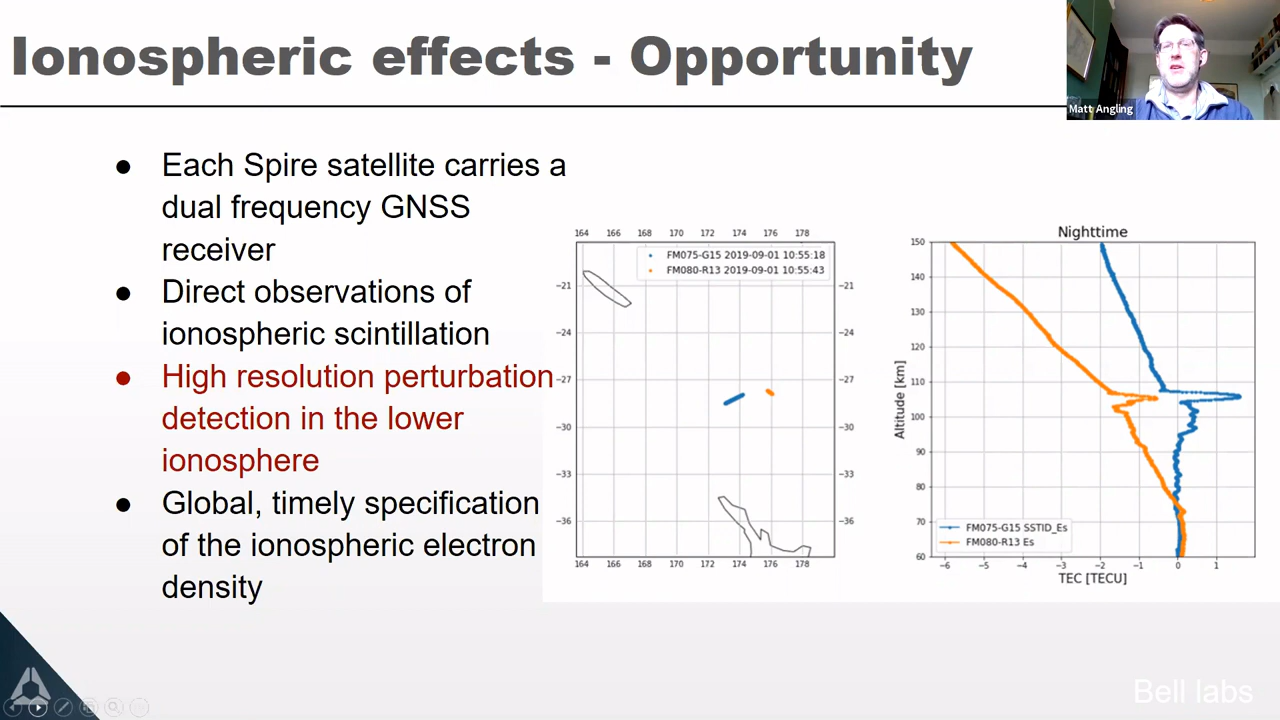 Ionospheric effects - Opportunity
Matt Angling
● Each Spire satellite carries a
dual frequency GNSS
receiver
● Direct observations of
ionospheric scintillation
● High resolution perturbation
detection in the lower
ionosphere
● Global, timely specification
of the ionospheric electron
density
164 166 168 170 172 174 176 178
FM075-G15 2019-09-01 10:55:18
FM080-R13 2019-09-01 10:55:43
−21 −21
−24 −24
−27 −27
−30 −30
−33 −33
−36 −36
164 166 168 170 172 174 176 178
Nighttime
150
140
130
120
110
100
90
80
70
60
Altitude [km]
FM075-G15 SSTID_Es
FM080-R13 Es
−6 −5 −4 −3 −2 −1 0 1
TEC [TECU]
Bell labs